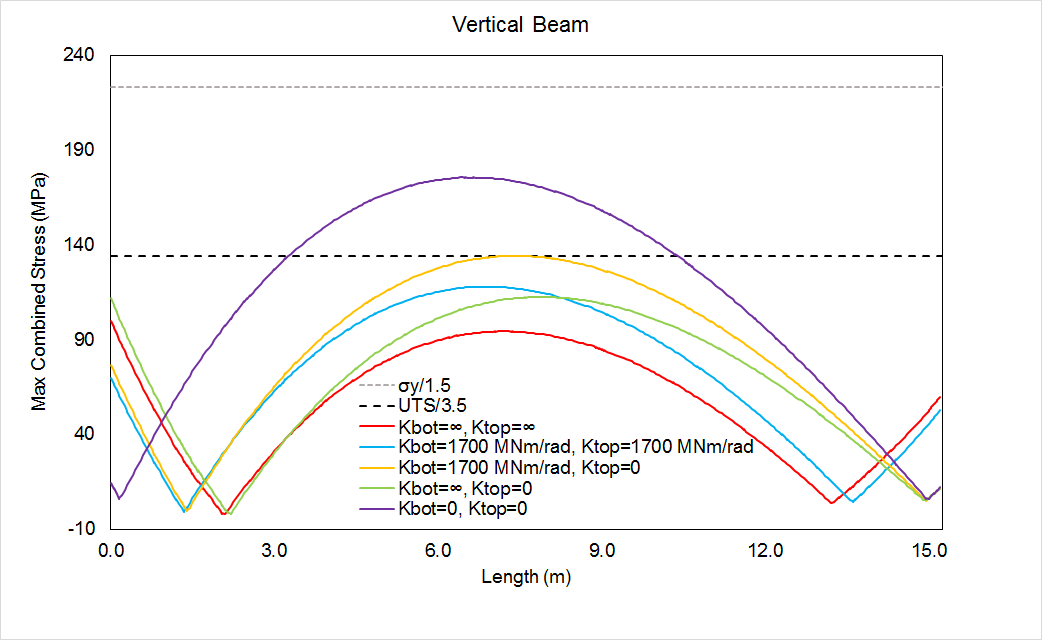 Vertical Beam
240
190
140
90
40
-10
Max Combined Stress (MPa)
σy/1.5
UTS/3.5
Kbot=∞, Ktop=∞
Kbot=1700 MNm/rad, Ktop=1700 MNm/rad
Kbot=1700 MNm/rad, Ktop=0
Kbot=∞, Ktop=0
Kbot=0, Ktop=0
0.0 3.0 6.0 9.0 12.0 15.0
Length (m)